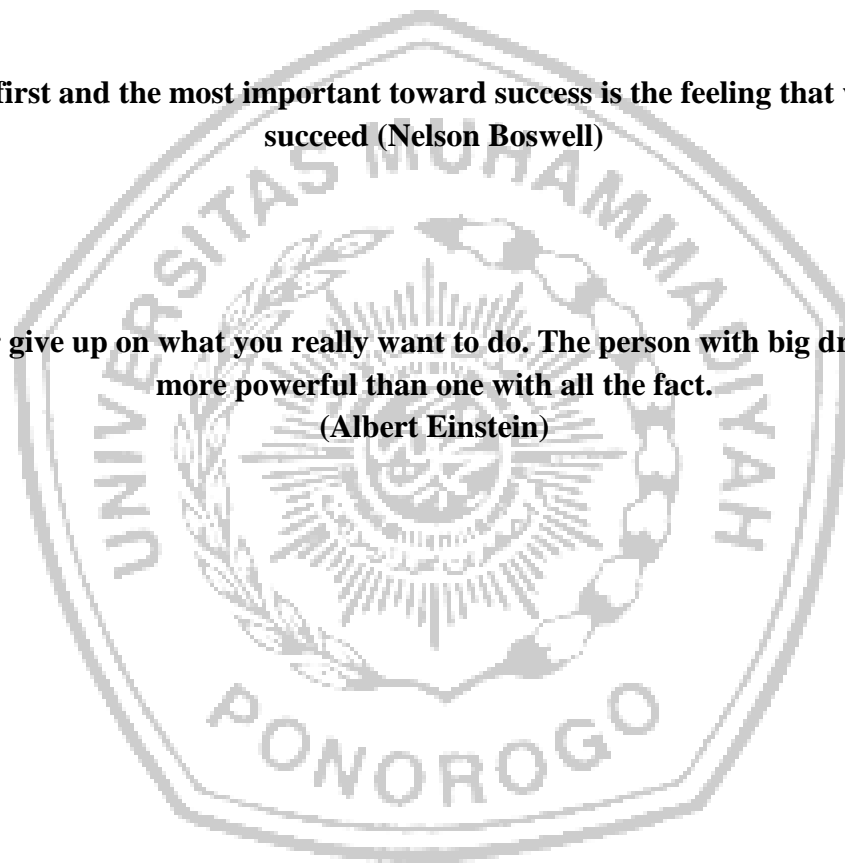 first and the most important toward success is the feeling that
succeed (Nelson Boswell)
give up on what you really want to do. The person with big
more powerful than one with all the fact.
(Albert Einstein)
UNIVERSITAS MUHAMMADIYAH
PONOROGO